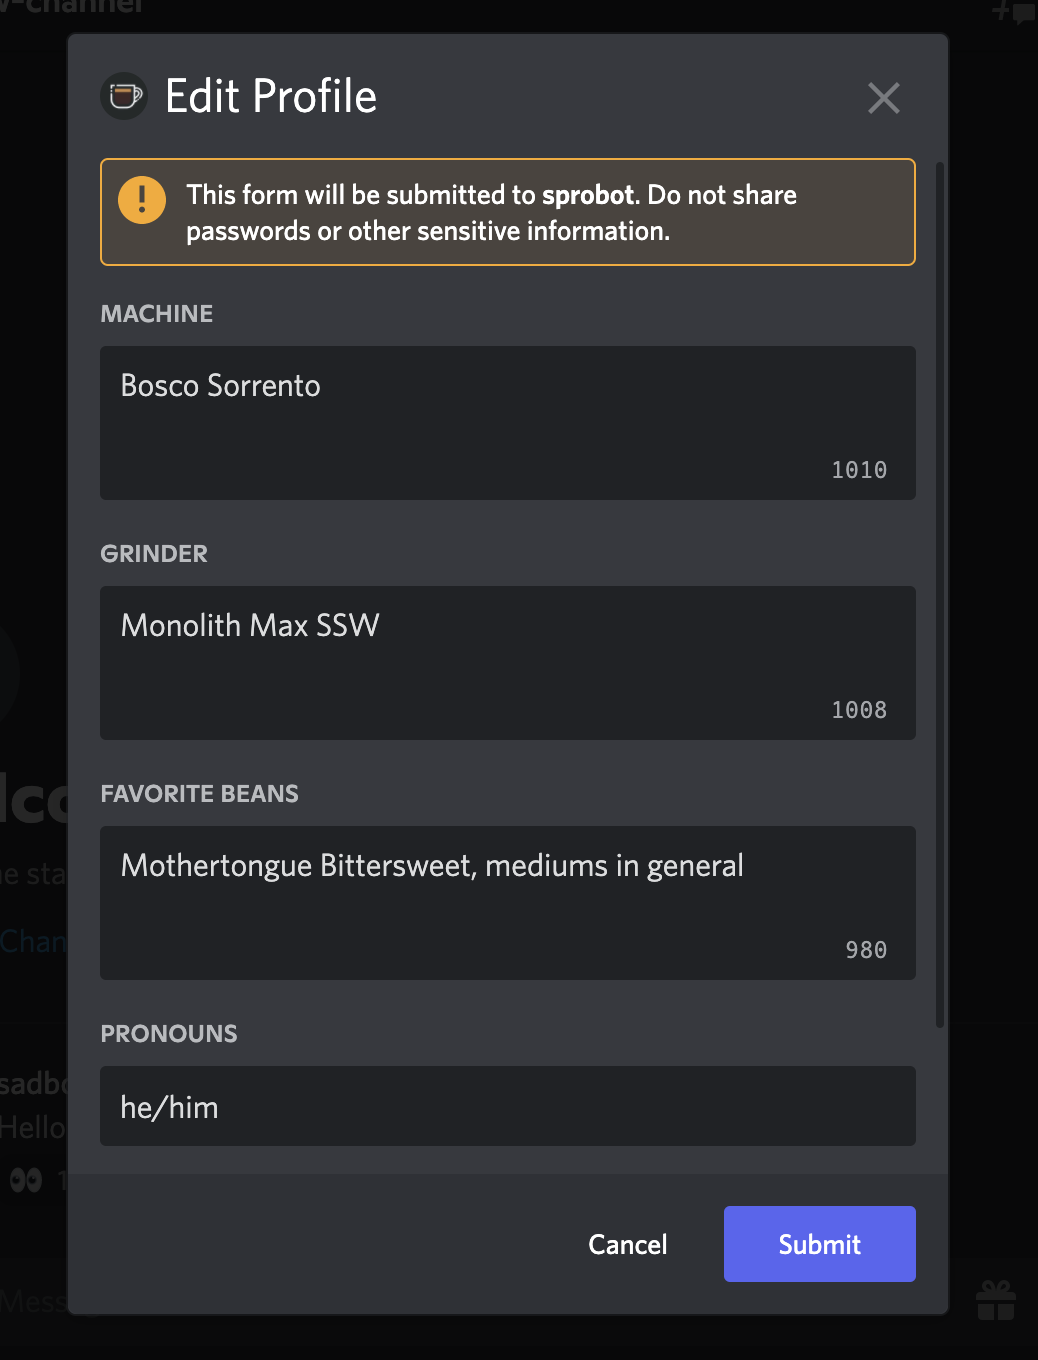 Edit Profile
This form will be submitted to sprobot. Do not share
passwords or other sensitive information.
MACHINE
Bosco Sorrento
1010
GRINDER
Monolith Max SSW
1008
FAVORITE BEANS
Mothertongue Bittersweet, mediums in general
980
PRONOUNS
he/him
Hello
Cancel
Submit